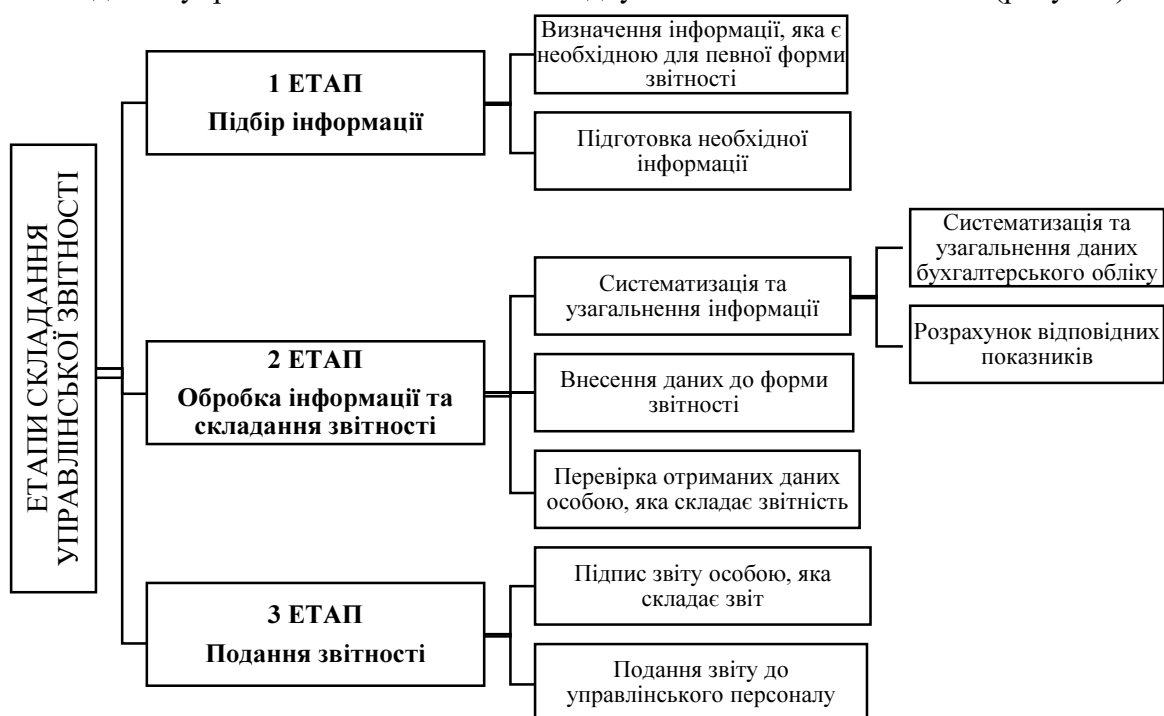 ЕТАПИ СКЛАДАННЯ
УПРАВЛІНСЬКОЇ ЗВІТНОСТІ
1 ЕТАП
Підбір інформації
Визначення інформації, яка є
необхідною для певної форми
звітності
Підготовка необхідної
інформації
2 ЕТАП
Обробка інформації та
складання звітності
Систематизація та
узагальнення інформації
Систематизація та
узагальнення даних
бухгалтерського обліку
Розрахунок відповідних
показників
Внесення даних до форми
звітності
Перевірка отриманих даних
особою, яка складає звітність
3 ЕТАП
Подання звітності
Підпис звіту особою, яка
складає звіт
Подання звіту до
управлінського персоналу